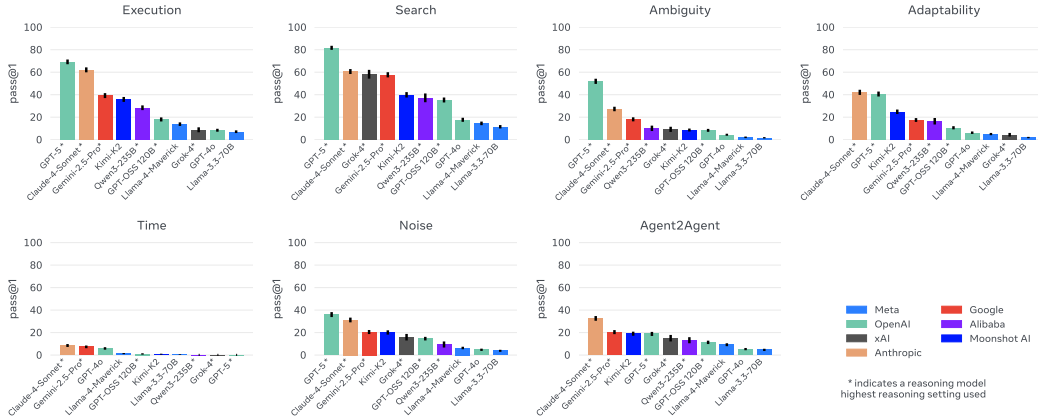 Execution
pass@1
100
80
60
40
20
0
GPT-5*
Claude-4-Sonnet*
Gemini-2.5-Pro*
Kimi-K2
Qwen3-235B*
GPT-OSS 120B*
Llama-4-Maverick
Grok-4*
GPT-4o
Llama-3.3-70B
Search
pass@1
100
80
60
40
20
0
GPT-5*
Claude-4-Sonnet*
Grok-4*
Gemini-2.5-Pro*
Kimi-K2
Qwen3-235B*
GPT-OSS 120B*
GPT-4o
Llama-4-Maverick
Llama-3.3-70B
Ambiguity
pass@1
100
80
60
40
20
0
GPT-5*
Claude-4-Sonnet*
Gemini-2.5-Pro*
Qwen3-235B*
Grok-4*
Kimi-K2
GPT-OSS 120B*
GPT-4o
Llama-4-Maverick
Llama-3.3-70B
Adaptability
pass@1
100
80
60
40
20
0
Claude-4-Sonnet*
GPT-5*
Kimi-K2
Gemini-2.5-Pro*
Qwen3-235B*
GPT-OSS 120B*
GPT-4o
Llama-4-Maverick
Grok-4*
Llama-3.3-70B
Time
pass@1
100
80
60
40
20
0
Claude-4-Sonnet*
Gemini-2.5-Pro*
GPT-4o
Llama-4-Maverick
GPT-OSS 120B*
Kimi-K2
Llama-3.3-70B
Qwen3-235B*
Grok-4*
GPT-5*
Noise
pass@1
100
80
60
40
20
0
GPT-5*
Claude-4-Sonnet*
Gemini-2.5-Pro*
Kimi-K2
Grok-4*
GPT-OSS 120B*
Qwen3-235B*
Llama-4-Maverick
GPT-4o
Llama-3.3-70B
Agent2Agent
pass@1
100
80
60
40
20
0
Claude-4-Sonnet*
Gemini-2.5-Pro*
Kimi-K2
GPT-5*
Grok-4*
Qwen3-235B*
GPT-OSS 120B*
Llama-4-Maverick
GPT-4o
Llama-3.3-70B
Meta
OpenAI
xAI
Anthropic
Google
Alibaba
Moonshot AI
* indicates a reasoning model
highest reasoning setting used